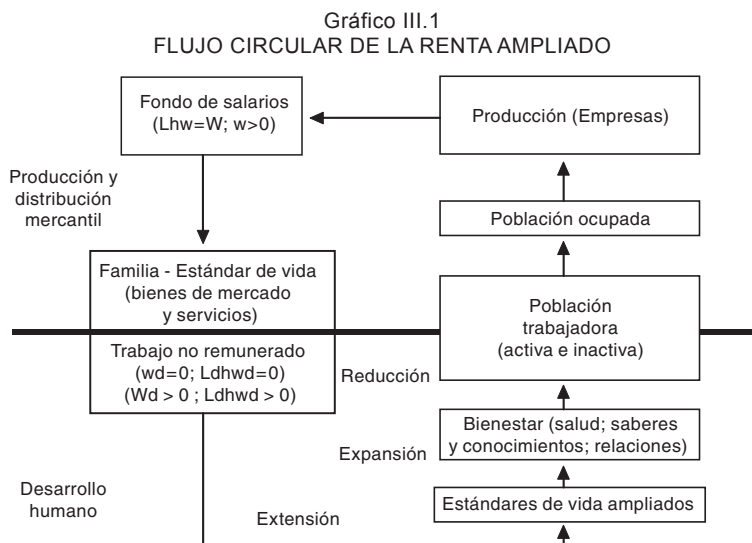 Gráfico III.1
FLUJO CIRCULAR DE LA RENTA AMPLIADO
Fondo de salarios
(Lhw=W; w>0)
Producción (Empresas)
Producción y
distribución
mercantil
Población ocupada
Familia - Estándar de vida
(bienes de mercado
y servicios)
Población
trabajadora
(activa e inactiva)
Trabajo no remunerado
(wd=0; Ldhwd=0)
(Wd > 0 ; Ldhwd > 0)
Reducción
Bienestar (salud; saberes
y conocimientos; relaciones)
Expansión
Desarrollo
humano
Estándares de vida ampliados
Extensión